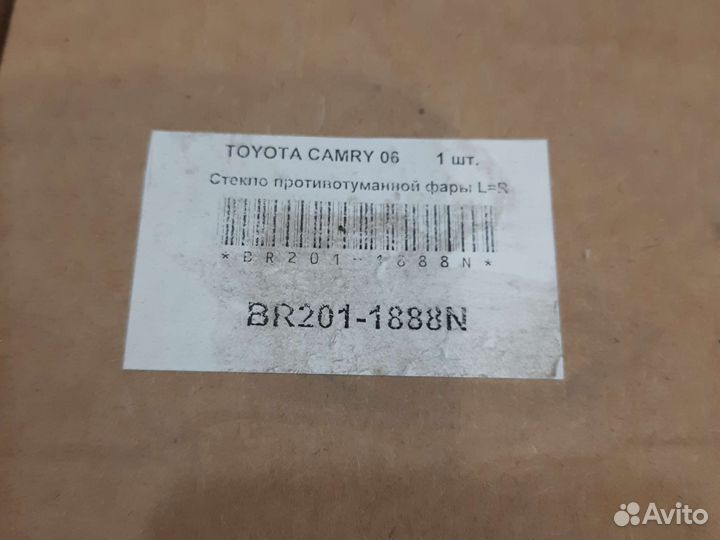 TOYOTA CAMRY 06 1 шт.
Стекло противотуманной фары L=R
*BR201-1888N*
BR201-1888N
Avito